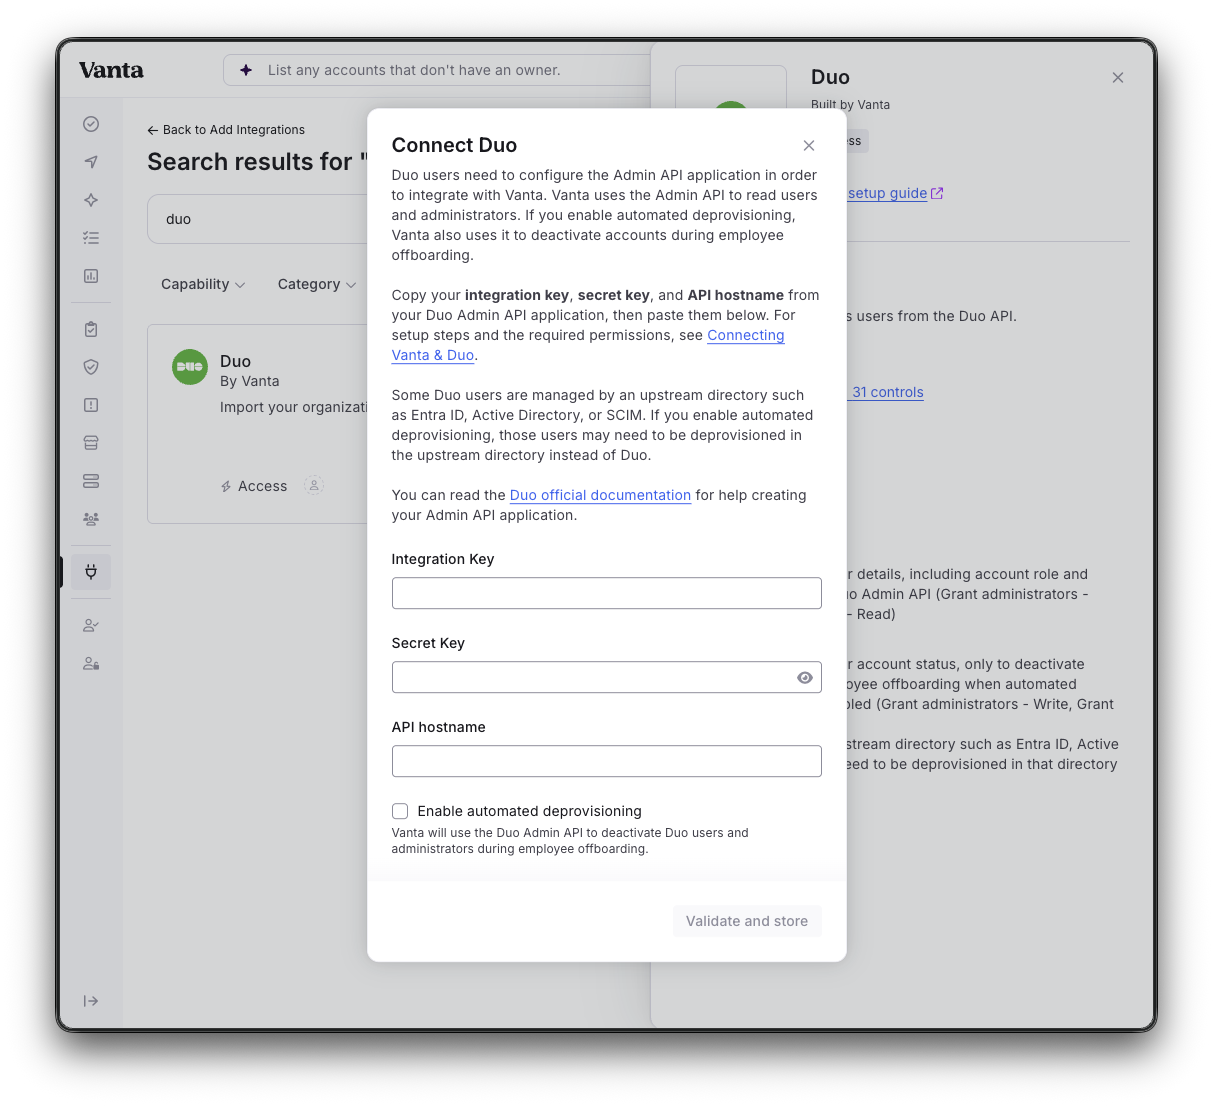 Vanta
List any accounts that don't have an owner.
Back to Add Integrations
Search results for "
duo
Capability
Category
Duo
By Vanta
Import your organizati
Access
Duo
Built by Vanta
ss
setup guide
s users from the Duo API.
31 controls
r details, including account role and
uo Admin API (Grant administrators -
- Read)
r account status, only to deactivate
oyee offboarding when automated
bled (Grant administrators - Write, Grant
stream directory such as Entra ID, Active
eed to be deprovisioned in that directory
Connect Duo
Duo users need to configure the Admin API application in order
to integrate with Vanta. Vanta uses the Admin API to read users
and administrators. If you enable automated deprovisioning,
Vanta also uses it to deactivate accounts during employee
offboarding.
Copy your integration key, secret key, and API hostname from
your Duo Admin API application, then paste them below. For
setup steps and the required permissions, see Connecting
Vanta & Duo.
Some Duo users are managed by an upstream directory such
as Entra ID, Active Directory, or SCIM. If you enable automated
deprovisioning, those users may need to be deprovisioned in
the upstream directory instead of Duo.
You can read the Duo official documentation for help creating
your Admin API application.
Integration Key
Secret Key
API hostname
Enable automated deprovisioning
Vanta will use the Duo Admin API to deactivate Duo users and
administrators during employee offboarding.
Validate and store